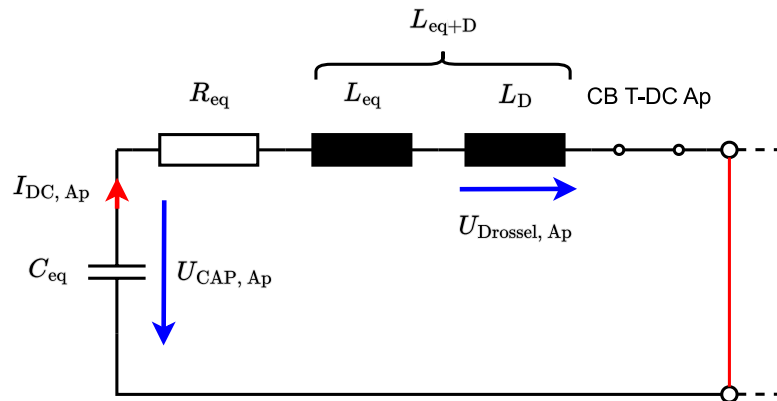 L_eq+D
R_eq L_eq L_D CB T-DC Ap
I_DC, Ap
U_Drossel, Ap
C_eq U_CAP, Ap